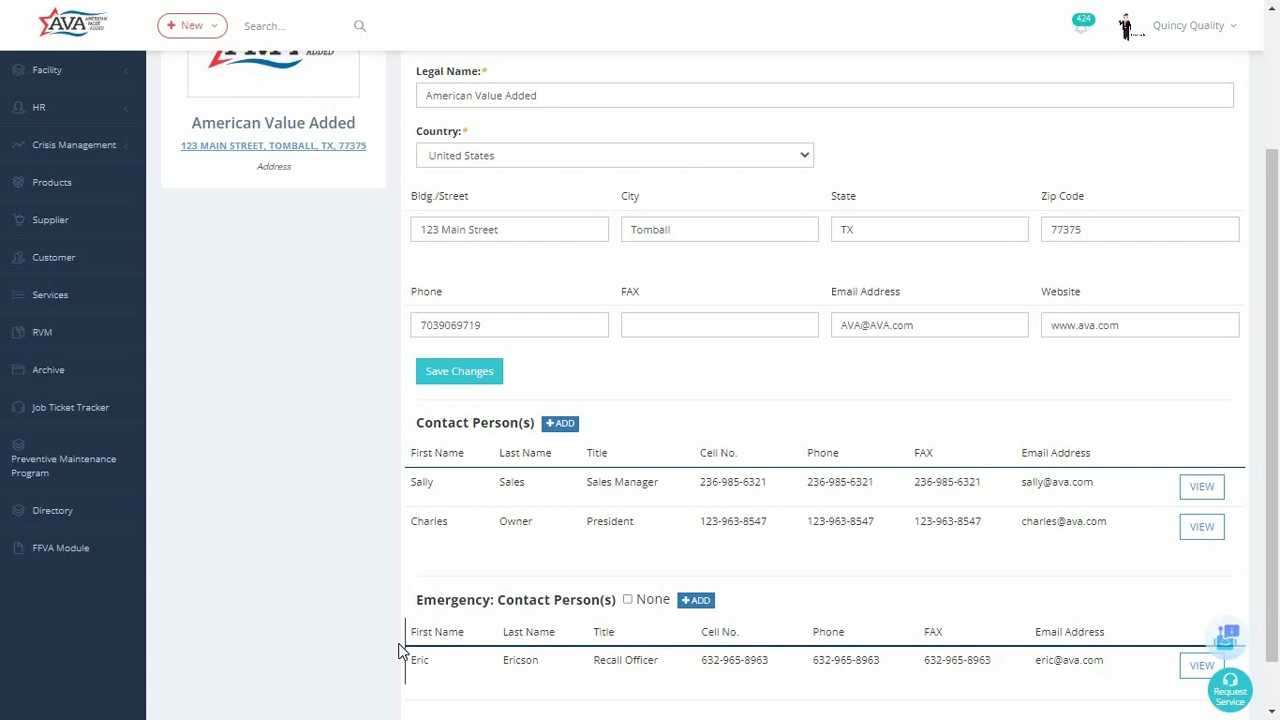 AVA AMERICAN VALUE ADDED
+ New
Search...
424
Quincy Quality
Facility
HR
Crisis Management
Products
Supplier
Customer
Services
RVM
Archive
Job Ticket Tracker
Preventive Maintenance
Program
Directory
FFVA Module
ADDED
American Value Added
123 MAIN STREET, TOMBALL, TX, 77375
Address
Legal Name:*
American Value Added
Country:*
United States
Bldg./Street City State Zip Code
123 Main Street Tomball TX 77375
Phone FAX Email Address Website
7039069719 AVA@AVA.com www.ava.com
Save Changes
Contact Person(s) +ADD
First Name Last Name Title Cell No. Phone FAX Email Address
Sally Sales Sales Manager 236-985-6321 236-985-6321 236-985-6321 sally@ava.com VIEW
Charles Owner President 123-963-8547 123-963-8547 123-963-8547 charles@ava.com VIEW
Emergency: Contact Person(s) None +ADD
First Name Last Name Title Cell No. Phone FAX Email Address
Eric Ericson Recall Officer 632-965-8963 632-965-8963 632-965-8963 eric@ava.com VIEW
Request
Service